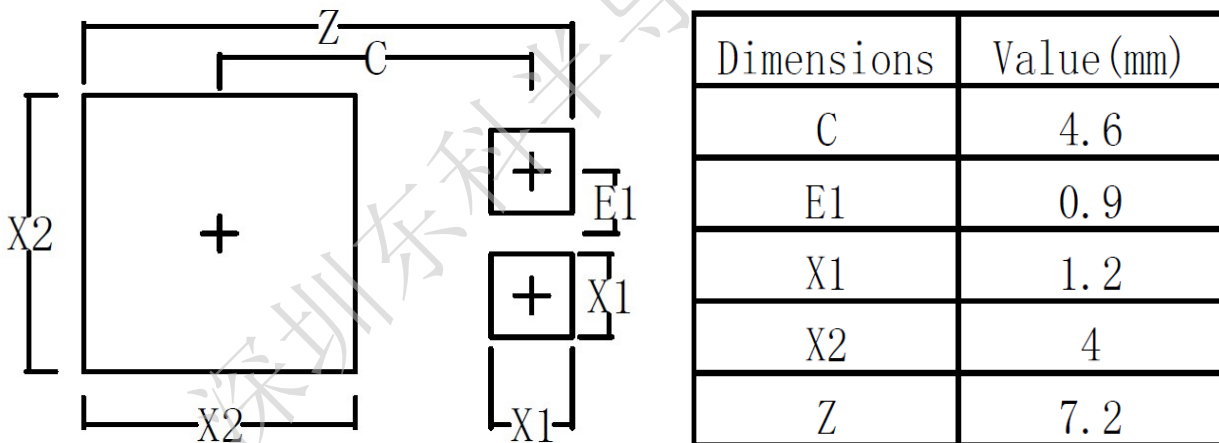 Z
C
X2
E1
X1
X2
X1
Dimensions Value(mm)
C 4.6
E1 0.9
X1 1.2
X2 4
Z 7.2
深圳东科半导